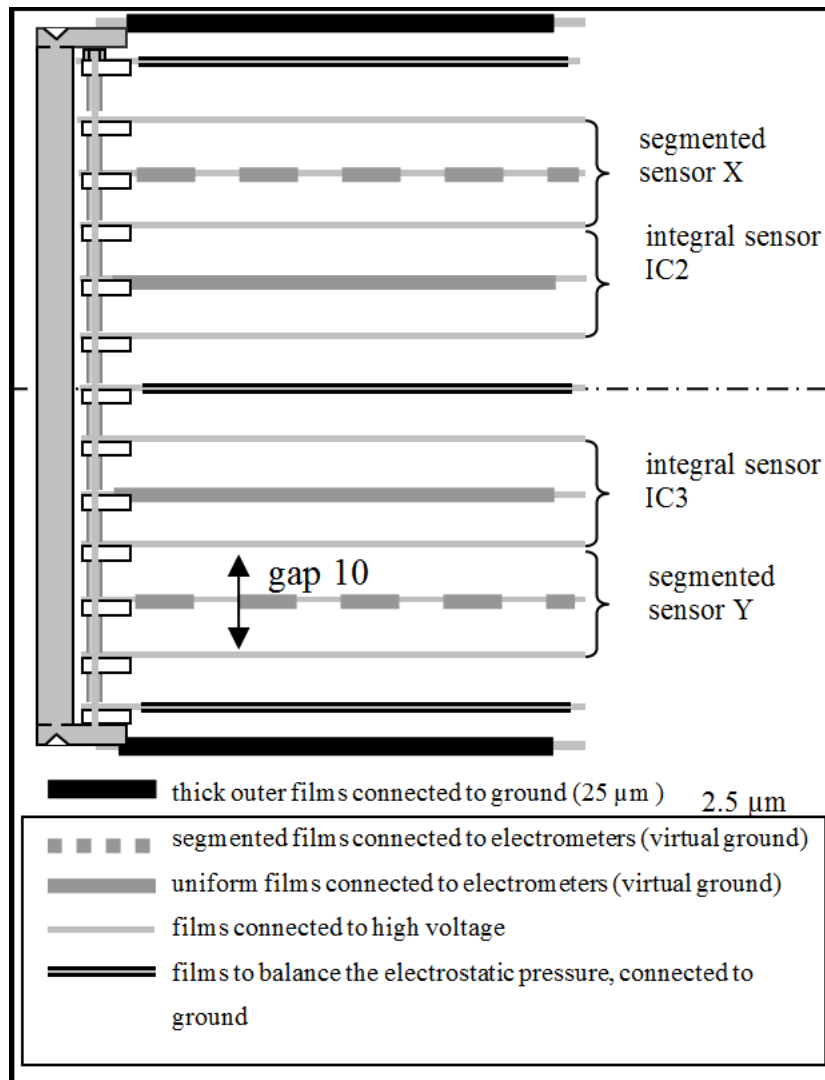 segmented
sensor X
integral sensor
IC2
integral sensor
IC3
gap 10
segmented
sensor Y
thick outer films connected to ground (25 µm )
2.5 µm
segmented films connected to electrometers (virtual ground)
uniform films connected to electrometers (virtual ground)
films connected to high voltage
films to balance the electrostatic pressure, connected to
ground